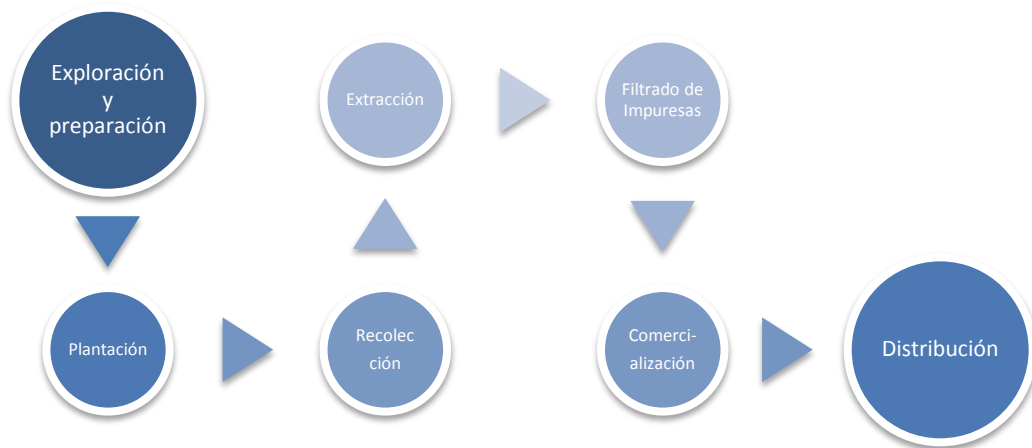 Exploración
y
preparación
Plantación
Recolec
ción
Extracción
Filtrado de
Impuresas
Comerci-
alización
Distribución